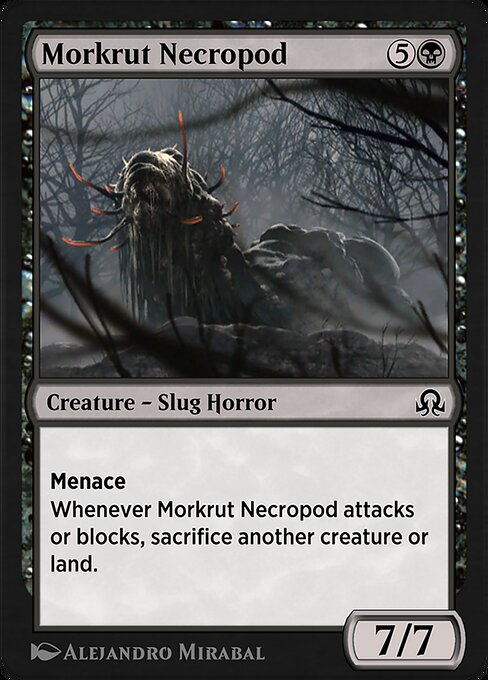 Morkrut Necropod 5
Creature – Slug Horror
Menace
Whenever Morkrut Necropod attacks
or blocks, sacrifice another creature or
land.
7/7
Alejandro Mirabal